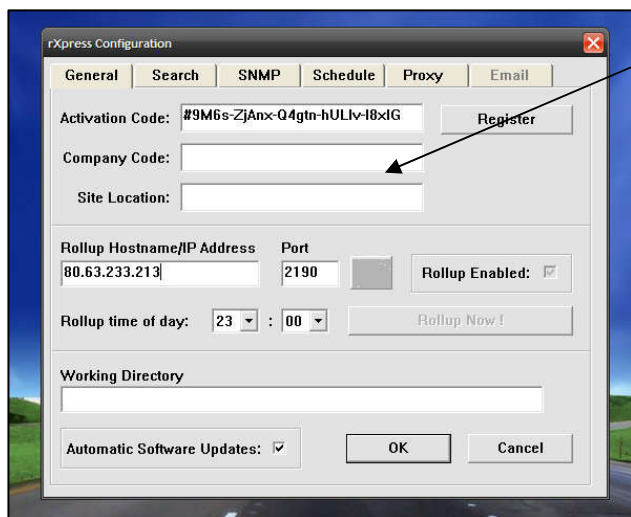 rXpress Configuration
General Search SNMP Schedule Proxy Email
Activation Code: #9M6s-ZjAnx-Q4gtn-hULlv-l8xlG Register
Company Code:
Site Location:
Rollup Hostname/IP Address Port
80.63.233.213 2190 Rollup Enabled:
Rollup time of day: 23 : 00 Rollup Now !
Working Directory
Automatic Software Updates: OK Cancel